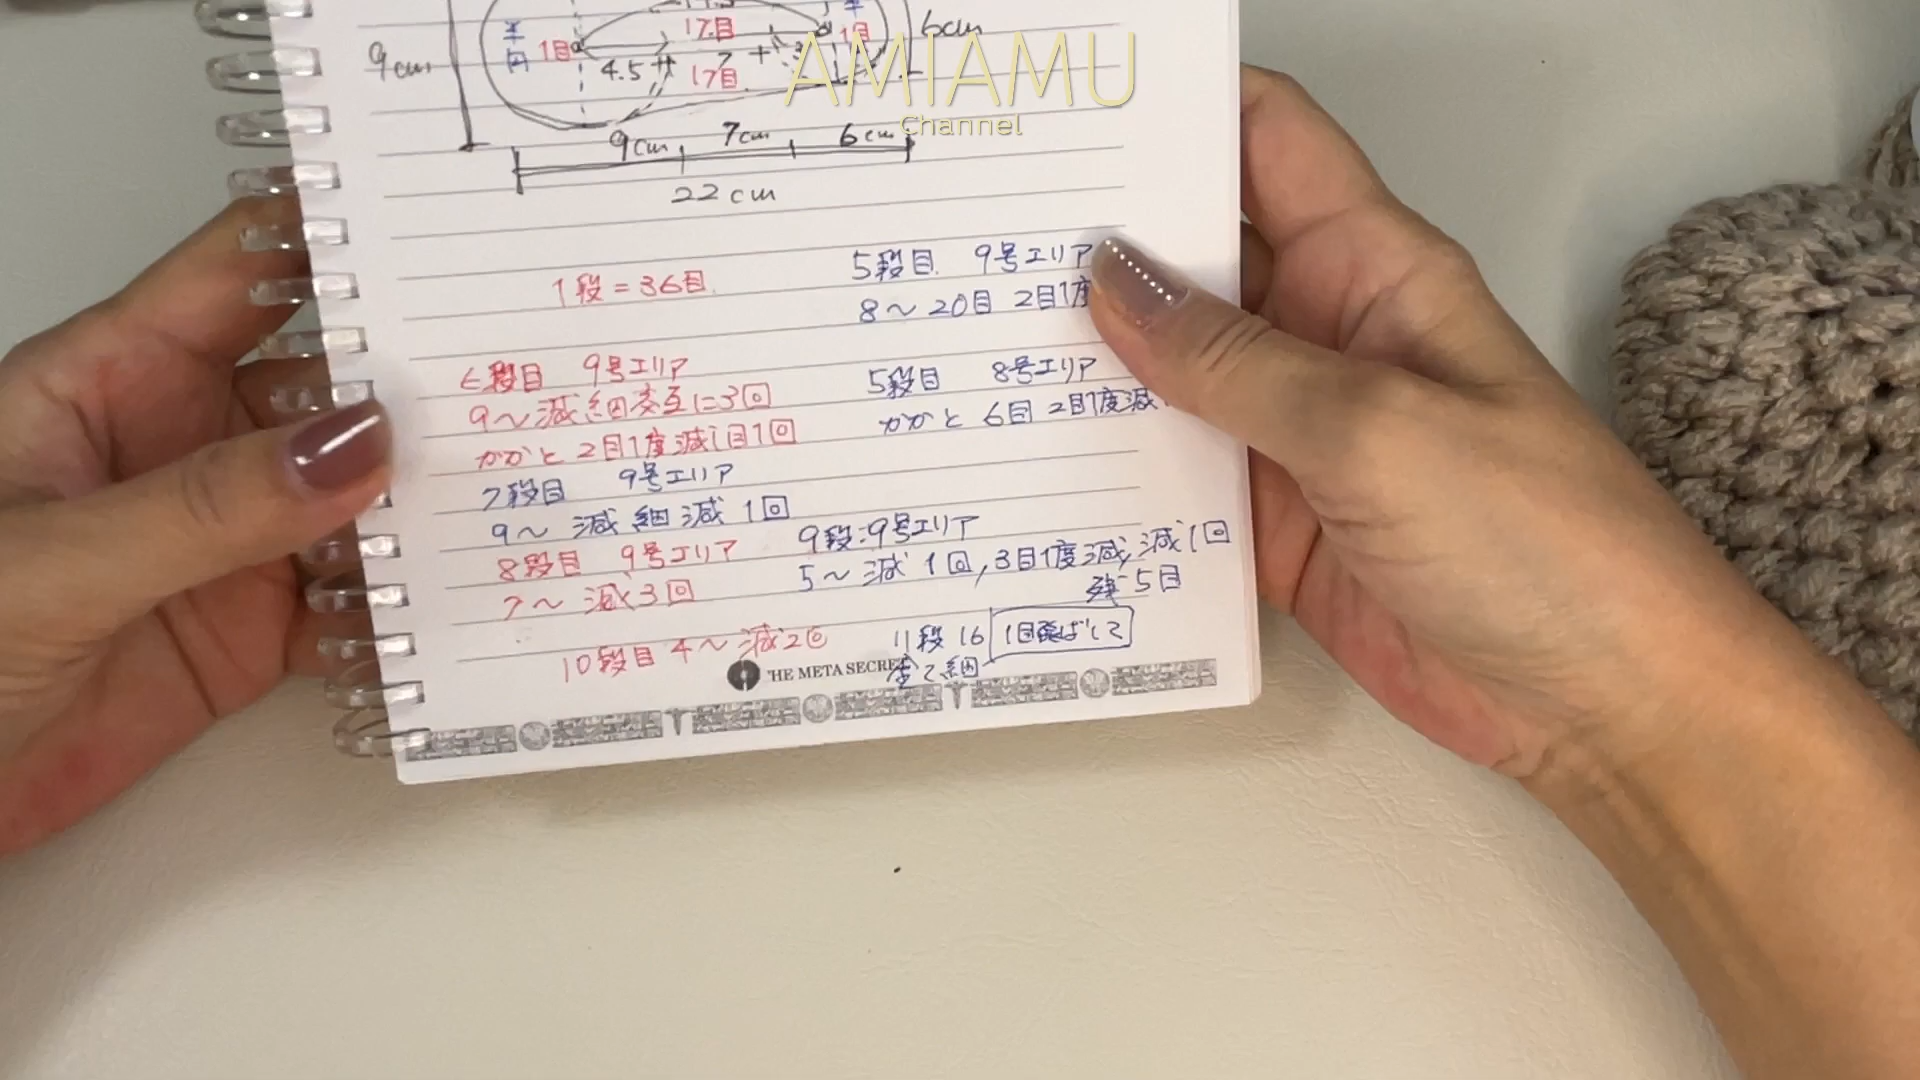 17目
1目
1目
半円
9cm
6cm
4.5
7
17目
AMIAMU
Channel
9cm 7cm 6cm
22cm
1段=36目
5段目 9号エリア
8〜20目 2目1度
6段目 9号エリア
9〜減細交互に3回
かかと 2目1度減し目1回
5段目 8号エリア
かかと 6目 2目1度減
7段目 9号エリア
9〜 減 細 減 1回
8段目 9号エリア
7〜 減3回
9段:9号エリア
5〜減 1回, 3目1度減, 減1回
残5目
10段目 4〜減2回
11段 16 1目飛ばして
全て細
THE META SECRET